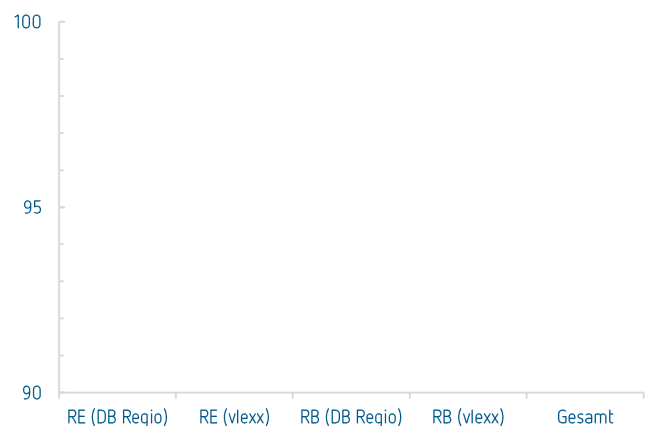 100
95
90
RE (DB Regio) RE (vlexx) RB (DB Regio) RB (vlexx) Gesamt